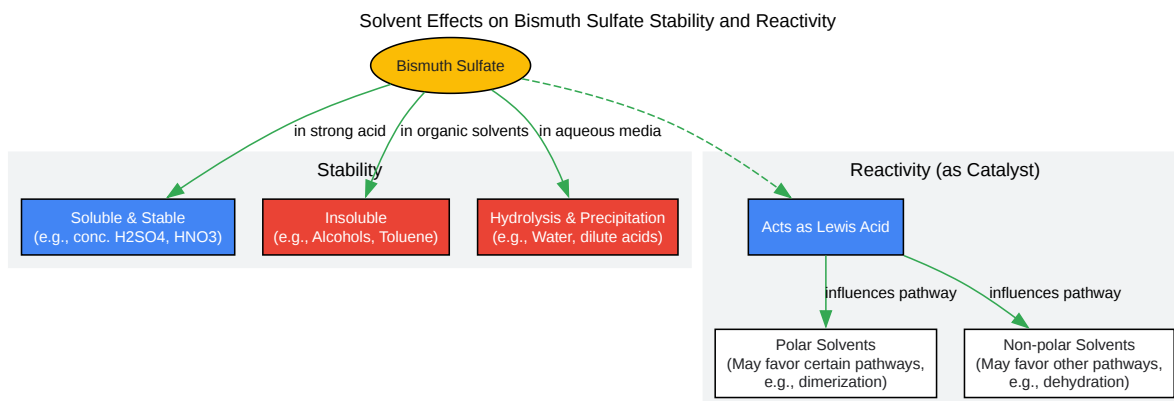 Solvent Effects on Bismuth Sulfate Stability and Reactivity
Bismuth Sulfate
in strong acid
in organic solvents
in aqueous media
Stability
Reactivity (as Catalyst)
Soluble & Stable
(e.g., conc. H2SO4, HNO3)
Insoluble
(e.g., Alcohols, Toluene)
Hydrolysis & Precipitation
(e.g., Water, dilute acids)
Acts as Lewis Acid
influences pathway
influences pathway
Polar Solvents
(May favor certain pathways,
e.g., dimerization)
Non-polar Solvents
(May favor other pathways,
e.g., dehydration)